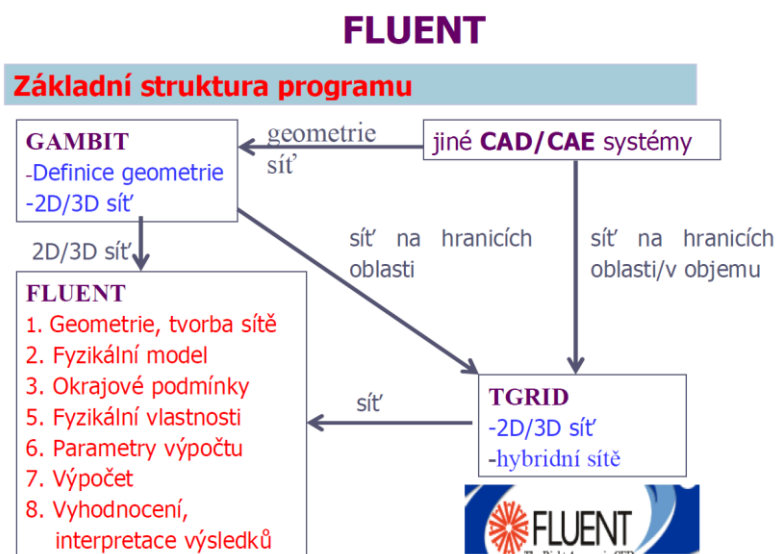 FLUENT
Základní struktura programu
GAMBIT
-Definice geometrie
-2D/3D síť
geometrie
síť
jiné CAD/CAE systémy
2D/3D síť
síť na hranicích
oblasti
síť na hranicích
oblasti/v objemu
FLUENT
1. Geometrie, tvorba sítě
2. Fyzikální model
3. Okrajové podmínky
5. Fyzikální vlastnosti
6. Parametry výpočtu
7. Výpočet
8. Vyhodnocení,
interpretace výsledků
síť
TGRID
-2D/3D síť
-hybridní sítě
FLUENT